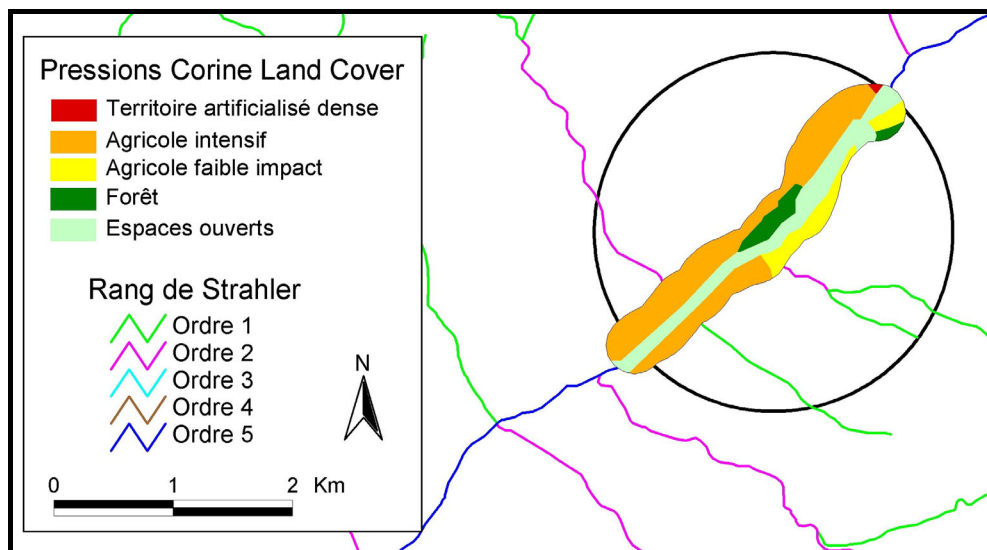 Pressions Corine Land Cover
Territoire artificialisé dense
Agricole intensif
Agricole faible impact
Forêt
Espaces ouverts
Rang de Strahler
Ordre 1
Ordre 2
Ordre 3
Ordre 4
Ordre 5
N
0 1 2 Km